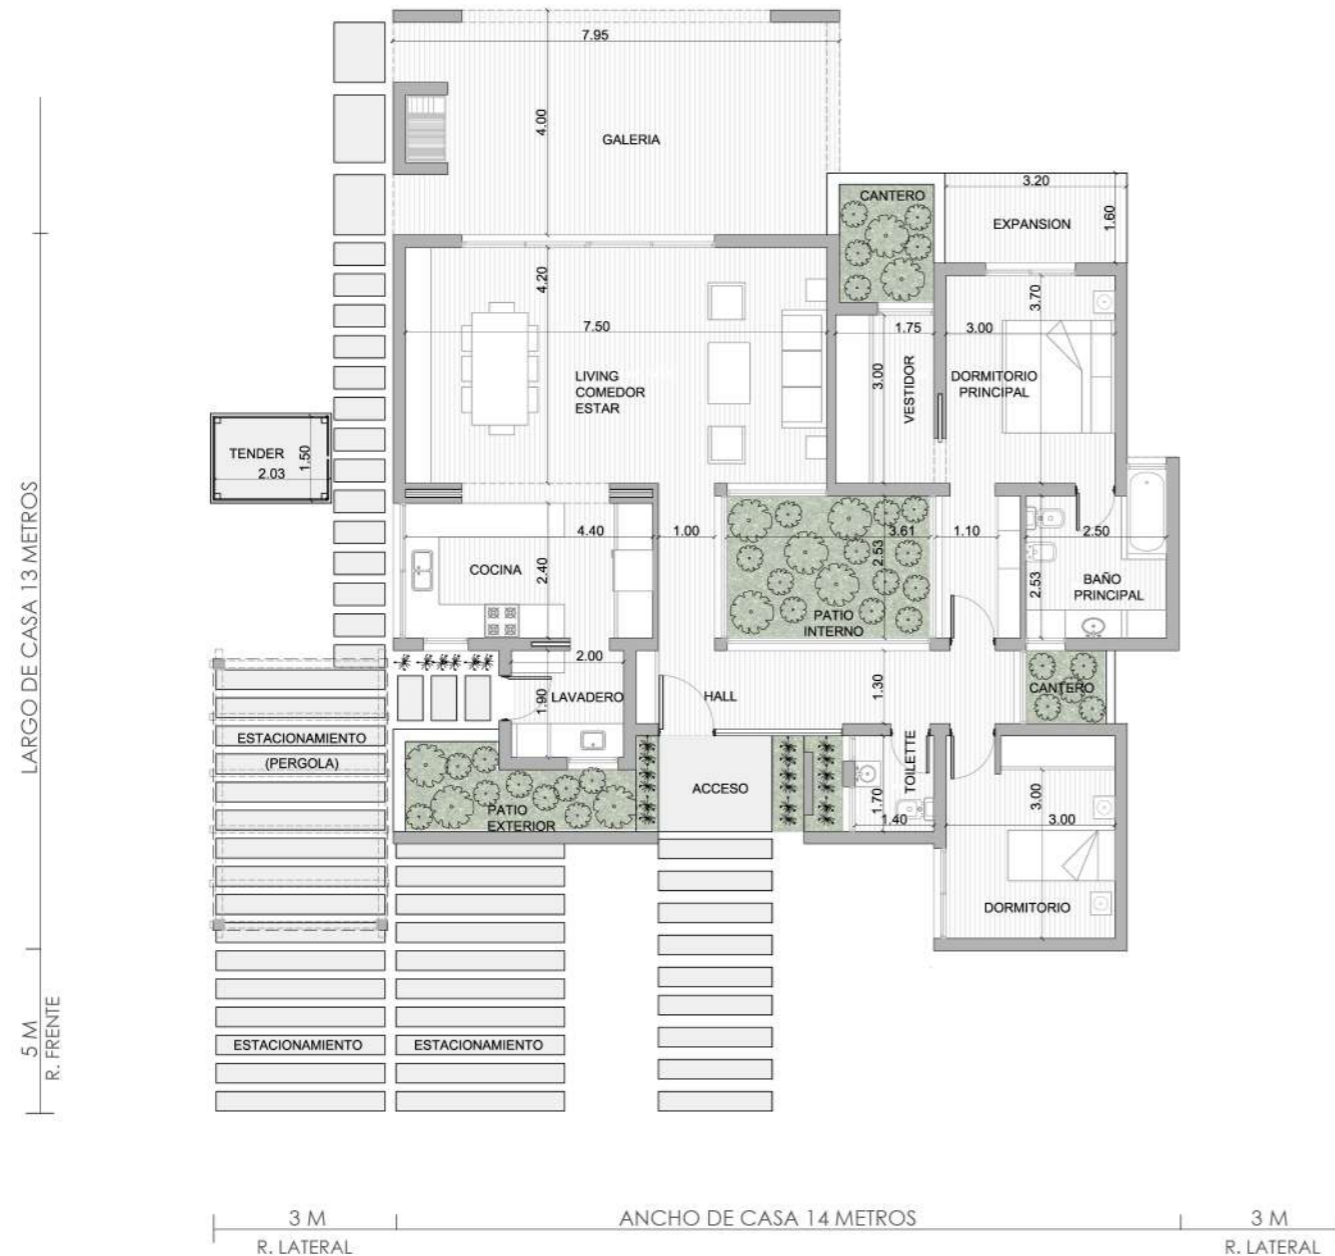 7.95
4.00
GALERIA
CANTERO
3.20
EXPANSION
1.60
4.20
3.70
7.50
1.75
3.00
3.00
VESTIDOR
LIVING
COMEDOR
ESTAR
DORMITORIO
PRINCIPAL
TENDER
2.03
1.50
4.40
1.00
3.61
2.53
1.10
2.50
COCINA
2.40
2.53
BAÑO
PRINCIPAL
PATIO
INTERNO
2.00
LAVADERO
1.90
HALL
1.30
CANTERO
ESTACIONAMIENTO
(PERGOLA)
TOILETTE
ACCESO
1.70
1.40
3.00
3.00
PATIO
EXTERIOR
DORMITORIO
ESTACIONAMIENTO
ESTACIONAMIENTO
LARGO DE CASA 13 METROS
5 M
R. FRENTE
3 M
R. LATERAL
ANCHO DE CASA 14 METROS
3 M
R. LATERAL